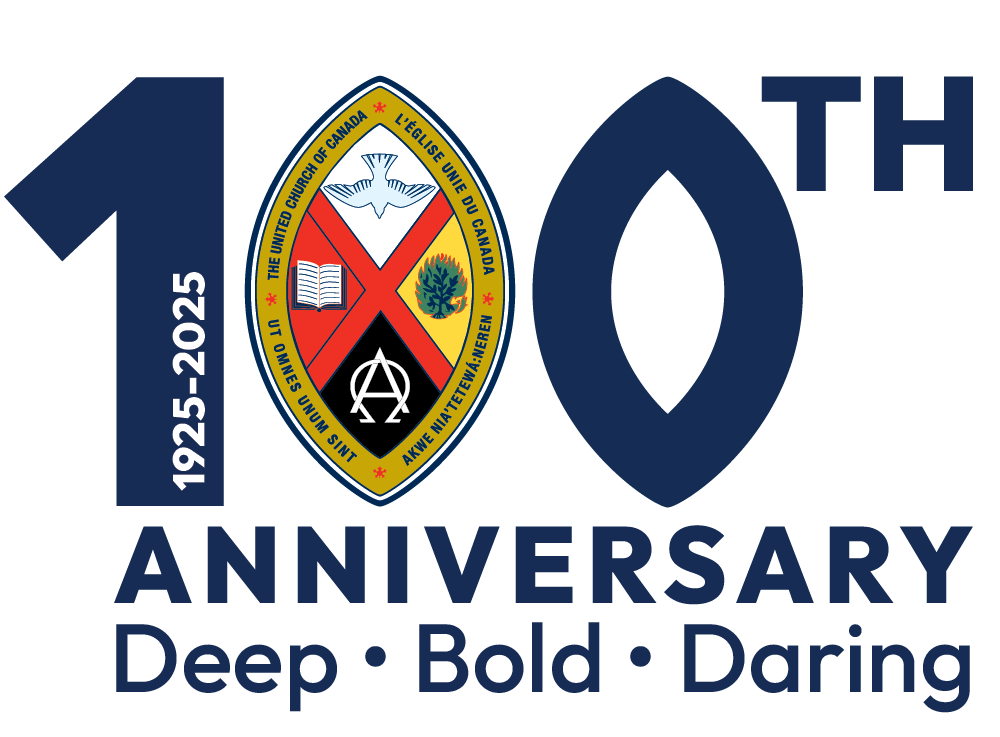 100TH
1925-2025
THE UNITED CHURCH OF CANADA
L'ÉGLISE UNIE DU CANADA
UT OMNES UNUM SINT
AKWE NIA'TETEWÁ:NEREN
ΑΩ
ANNIVERSARY
Deep • Bold • Daring